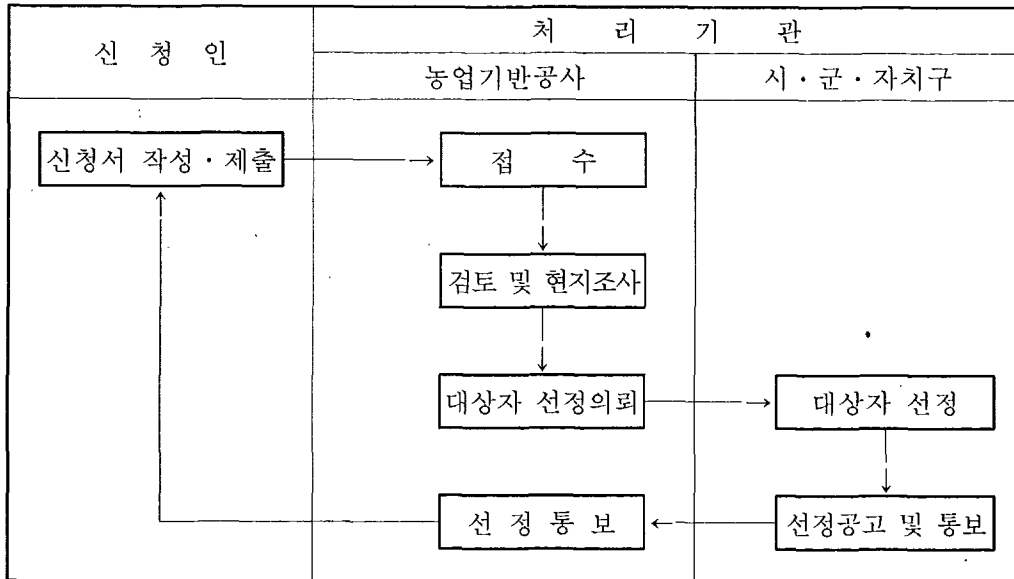 처 리 기 관
신 청 인
농업기반공사 시·군·자치구
신청서 작성·제출 접 수
검토 및 현지조사
대상자 선정의뢰 대상자 선정
선 정 통 보 선정공고 및 통보